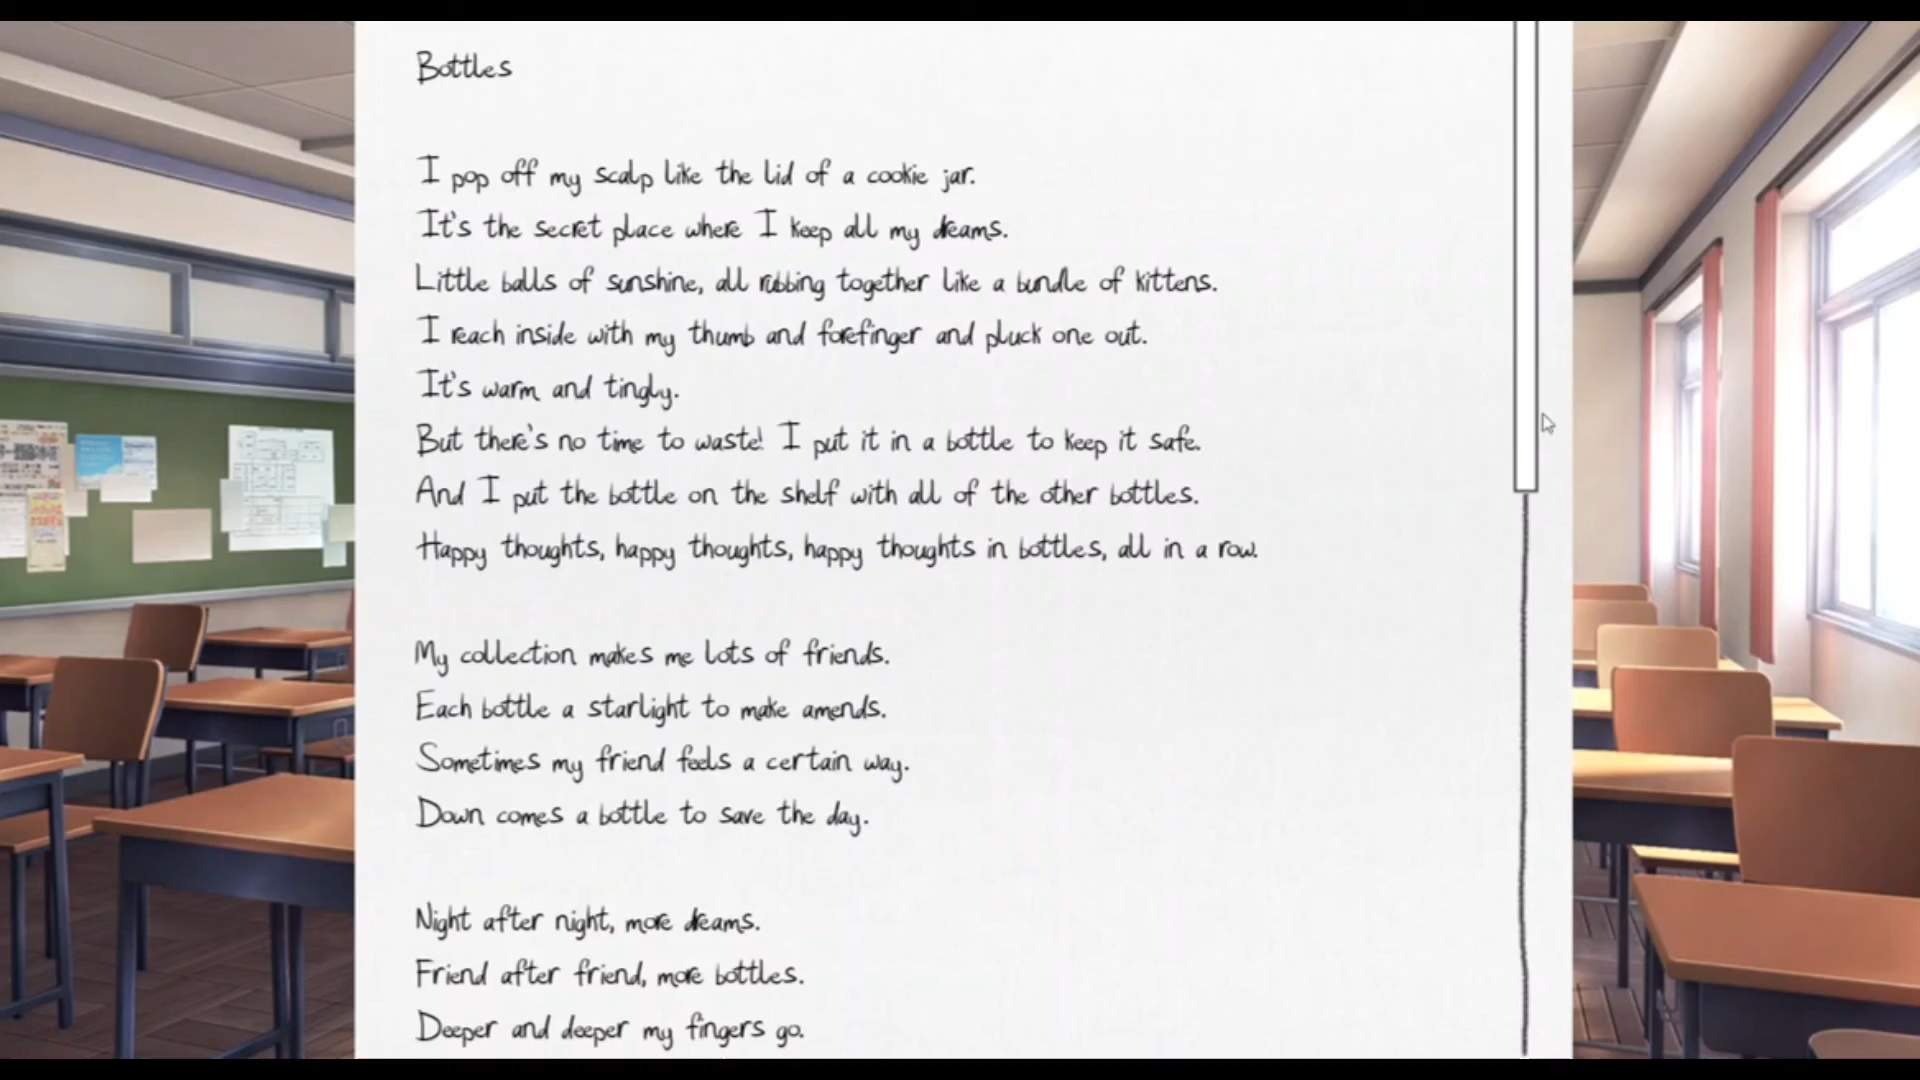 Bottles
I pop off my scalp like the lid of a cookie jar.
It's the secret place where I keep all my dreams.
Little balls of sunshine, all rubbing together like a bundle of kittens.
I reach inside with my thumb and forefinger and pluck one out.
It's warm and tingly.
But there's no time to waste! I put it in a bottle to keep it safe.
And I put the bottle on the shelf with all of the other bottles.
Happy thoughts, happy thoughts, happy thoughts in bottles, all in a row.
My collection makes me lots of friends.
Each bottle a starlight to make amends.
Sometimes my friend feels a certain way.
Down comes a bottle to save the day.
Night after night, more dreams.
Friend after friend, more bottles.
Deeper and deeper my fingers go.